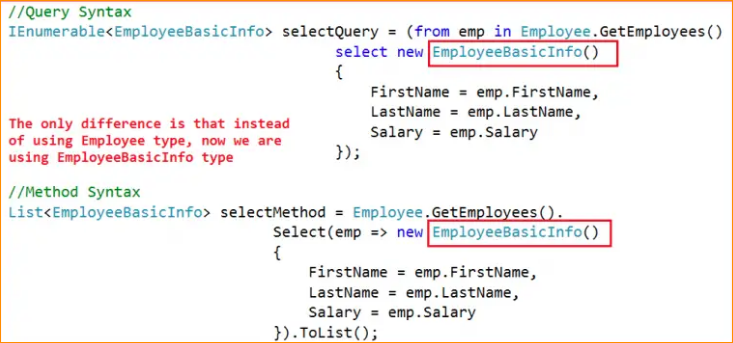 //Query Syntax
IEnumerable<EmployeeBasicInfo> selectQuery = (from emp in Employee.GetEmployees()
select new EmployeeBasicInfo()
{
FirstName = emp.FirstName,
LastName = emp.LastName,
Salary = emp.Salary
});
The only difference is that instead
of using Employee type, now we are
using EmployeeBasicInfo type
//Method Syntax
List<EmployeeBasicInfo> selectMethod = Employee.GetEmployees().
Select(emp => new EmployeeBasicInfo()
{
FirstName = emp.FirstName,
LastName = emp.LastName,
Salary = emp.Salary
}).ToList();